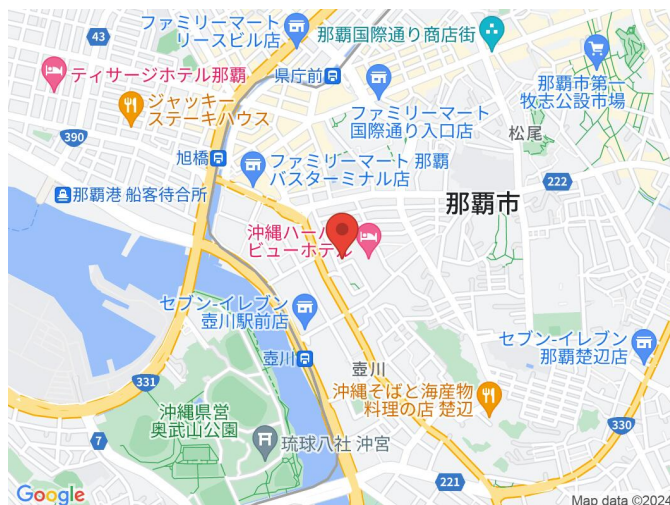 ファミリーマート
リースビル店
那覇国際通り商店街
43
県庁前
ティサージホテル那覇
那覇市第一
牧志公設市場
ジャッキー
ステーキハウス
ファミリーマート
国際通り入口店
松尾
390
旭橋
ファミリーマート 那覇
バスターミナル店
222
那覇港 船客待合所
那覇市
沖縄ハーバー
ビューホテル
セブン-イレブン
壺川駅前店
セブン-イレブン
那覇楚辺店
壺川
壺川
331
沖縄そばと海産物
料理の店 楚辺
沖縄県営
奥武山公園
330
7
琉球八社 沖宮
221
Google
Map data ©2024